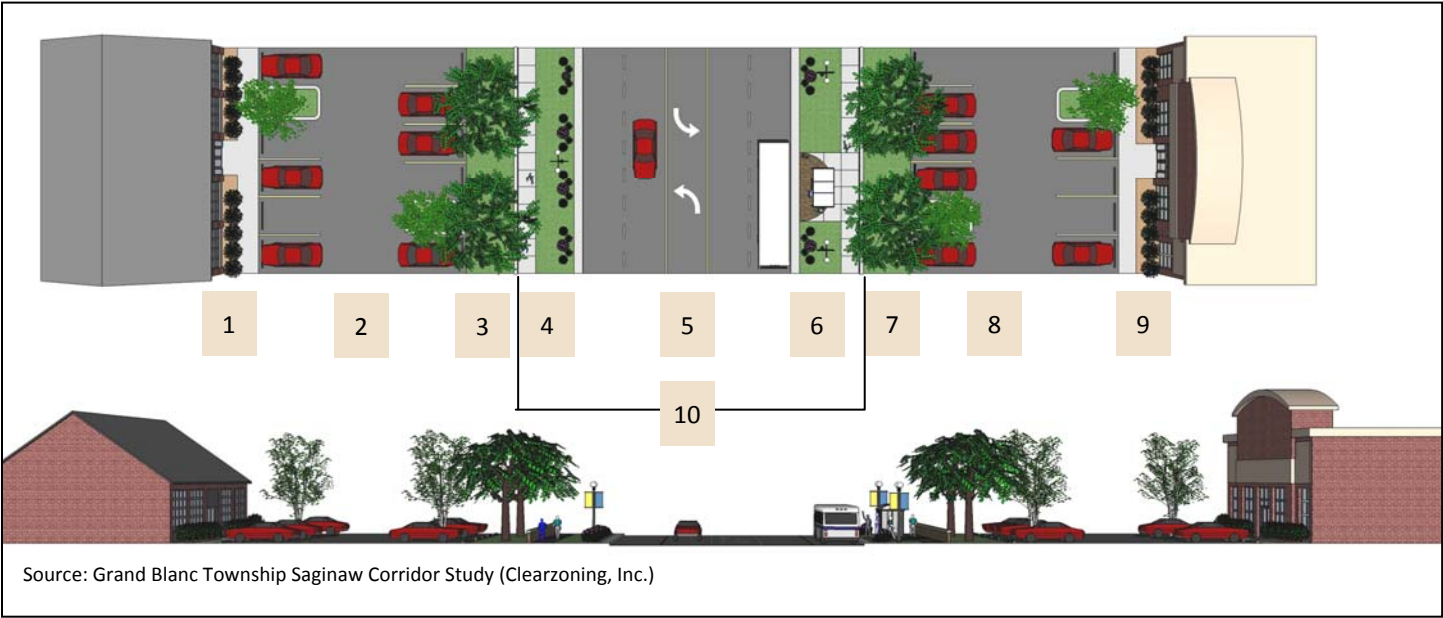 1 2 3 4 5 6 7 8 9
10
Source: Grand Blanc Township Saginaw Corridor Study (Clearzoning, Inc.)